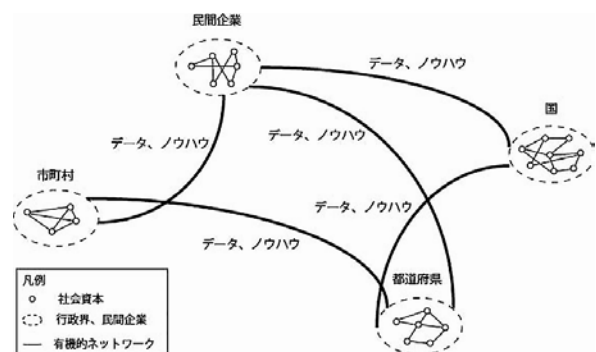 民間企業
データ、ノウハウ
国
データ、ノウハウ
データ、ノウハウ
市町村
データ、ノウハウ
データ、ノウハウ
都道府県
凡例
社会資本
行政界、民間企業
有機的ネットワーク